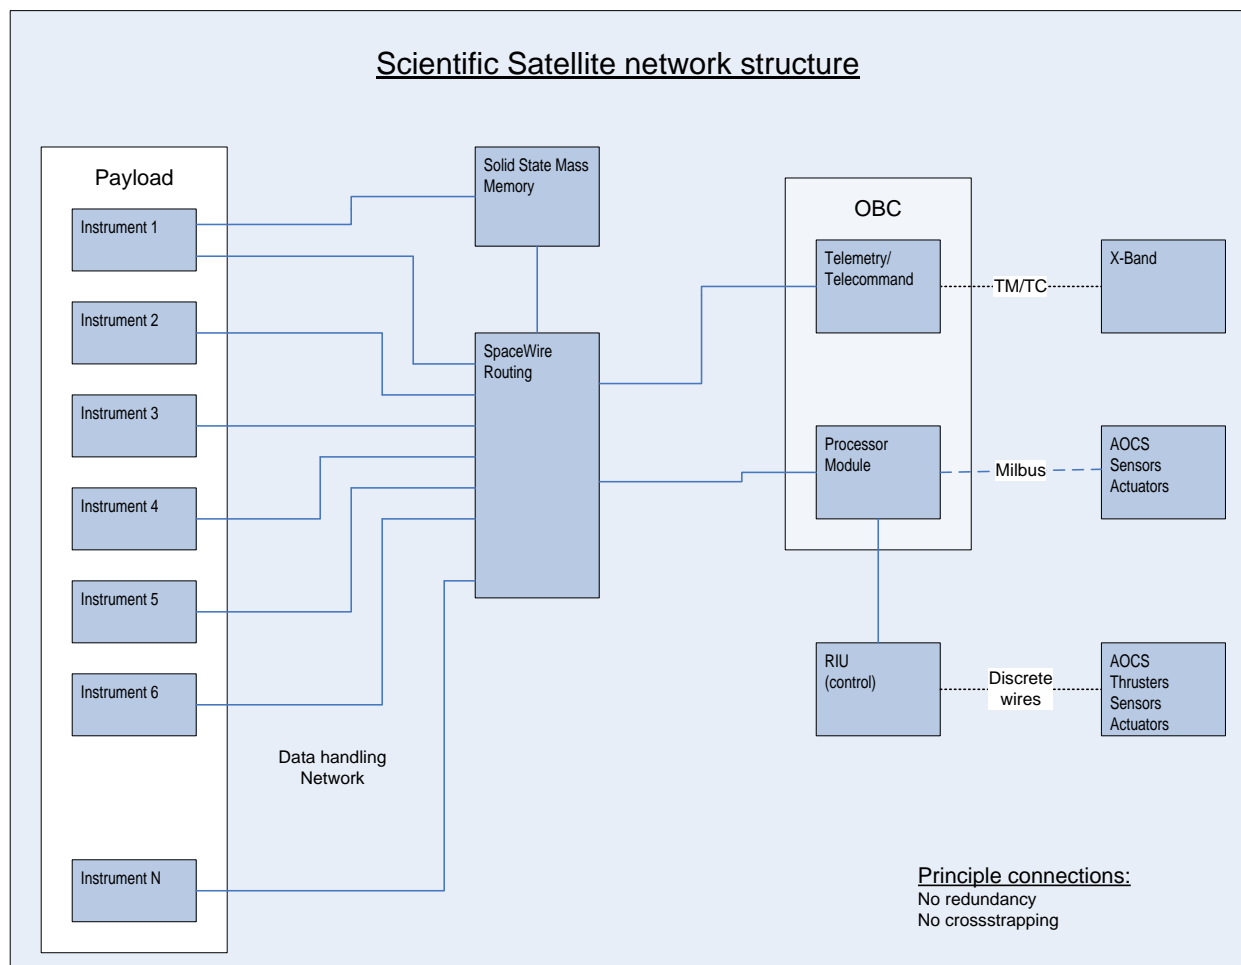 Scientific Satellite network structure
Payload
Instrument 1
Instrument 2
Instrument 3
Instrument 4
Instrument 5
Instrument 6
Instrument N
Data handling
Network
Solid State Mass
Memory
SpaceWire
Routing
OBC
Telemetry/
Telecommand
TM/TC
X-Band
Processor
Module
Milbus
AOCS
Sensors
Actuators
RIU
(control)
Discrete
wires
AOCS
Thrusters
Sensors
Actuators
Principle connections:
No redundancy
No crossstrapping